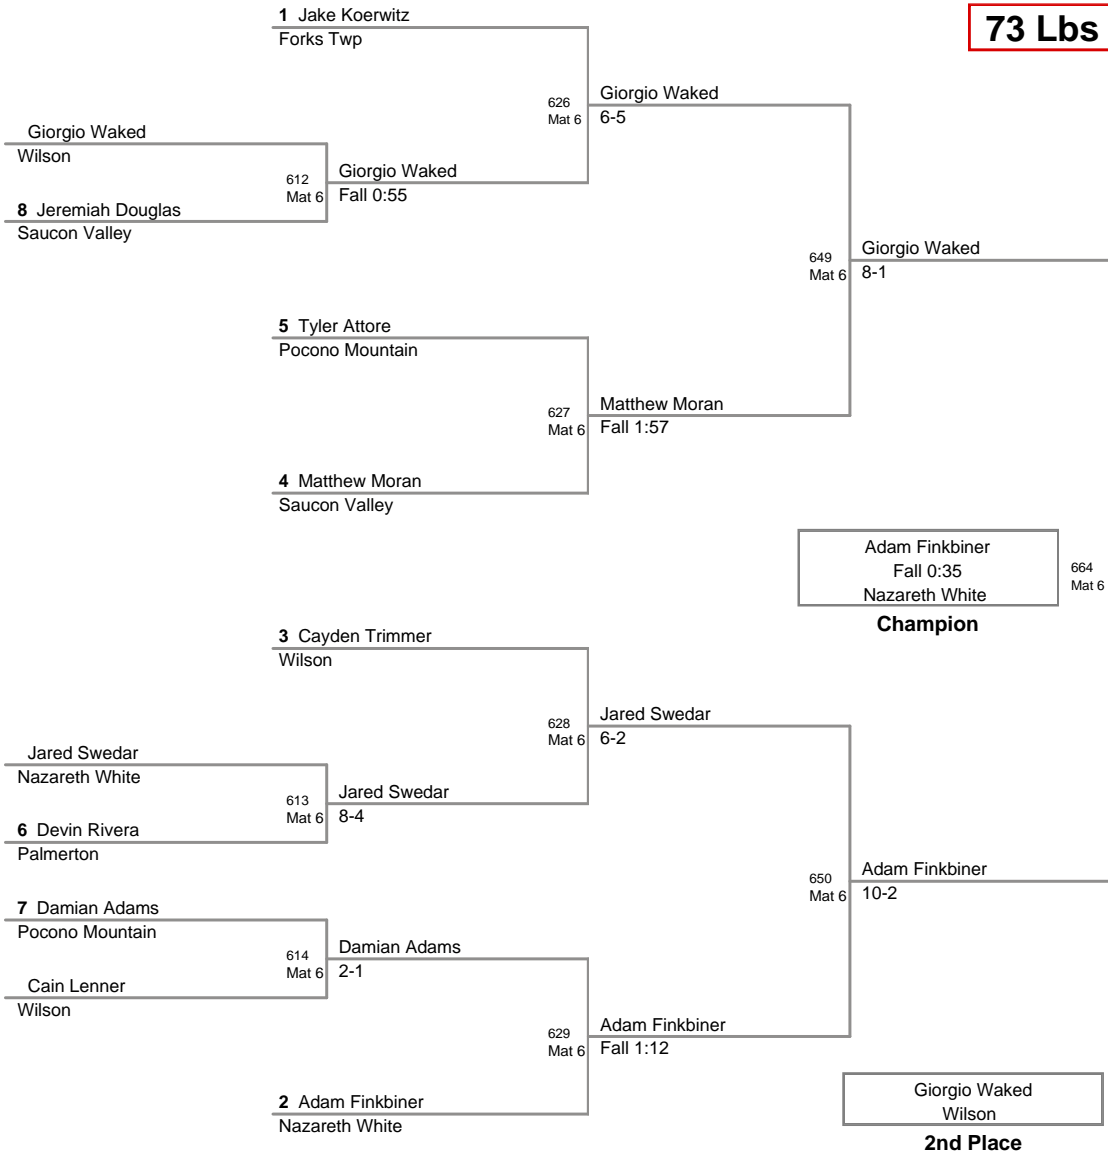 1 Jake Koerwitz
Forks Twp
73 Lbs
626
Mat 6
Giorgio Waked
6-5
Giorgio Waked
Wilson
612
Mat 6
Giorgio Waked
Fall 0:55
8 Jeremiah Douglas
Saucon Valley
649
Mat 6
Giorgio Waked
8-1
5 Tyler Attore
Pocono Mountain
627
Mat 6
Matthew Moran
Fall 1:57
4 Matthew Moran
Saucon Valley
Adam Finkbiner
Fall 0:35
Nazareth White
664
Mat 6
Champion
3 Cayden Trimmer
Wilson
628
Mat 6
Jared Swedar
6-2
Jared Swedar
Nazareth White
613
Mat 6
Jared Swedar
8-4
6 Devin Rivera
Palmerton
650
Mat 6
Adam Finkbiner
10-2
7 Damian Adams
Pocono Mountain
614
Mat 6
Damian Adams
2-1
Cain Lenner
Wilson
629
Mat 6
Adam Finkbiner
Fall 1:12
2 Adam Finkbiner
Nazareth White
Giorgio Waked
Wilson
2nd Place